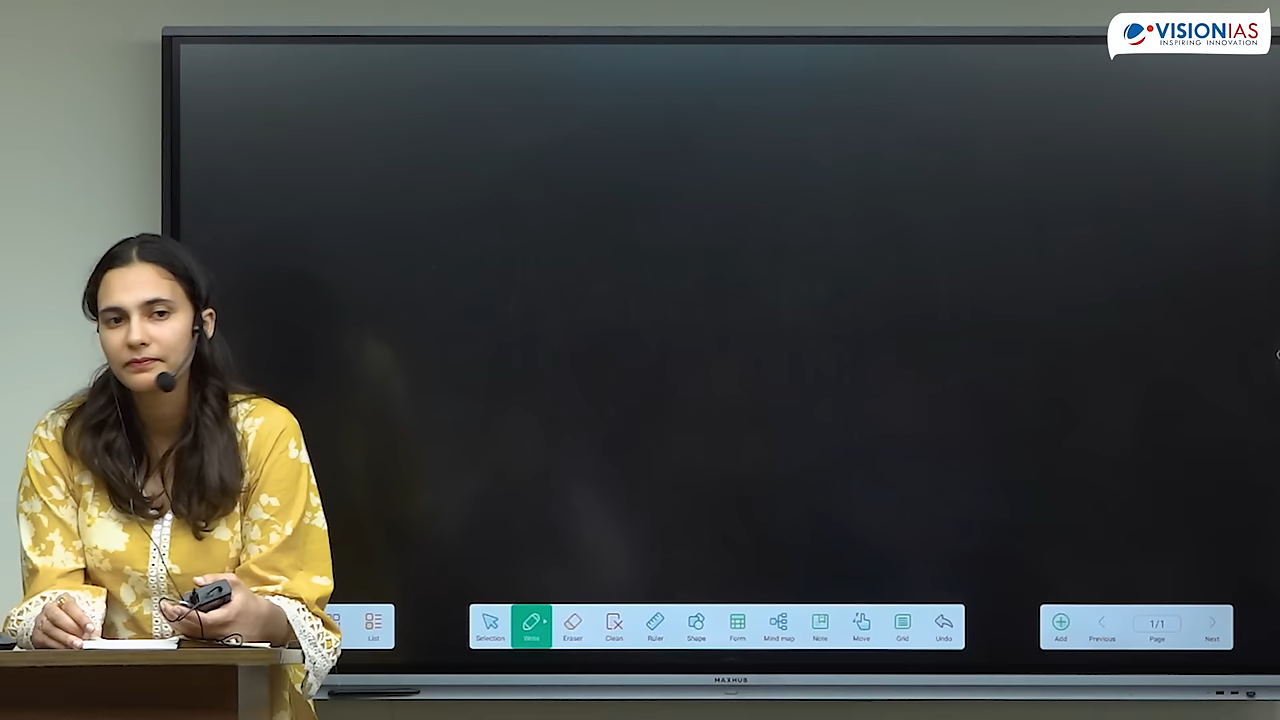 VISIONIAS
INSPIRING INNOVATION
List
Selection
Write
Eraser
Clean
Ruler
Shape
Form
Mind map
Note
Move
Grid
Undo
Add
Previous
1/1
Page
Next
MAXHUB